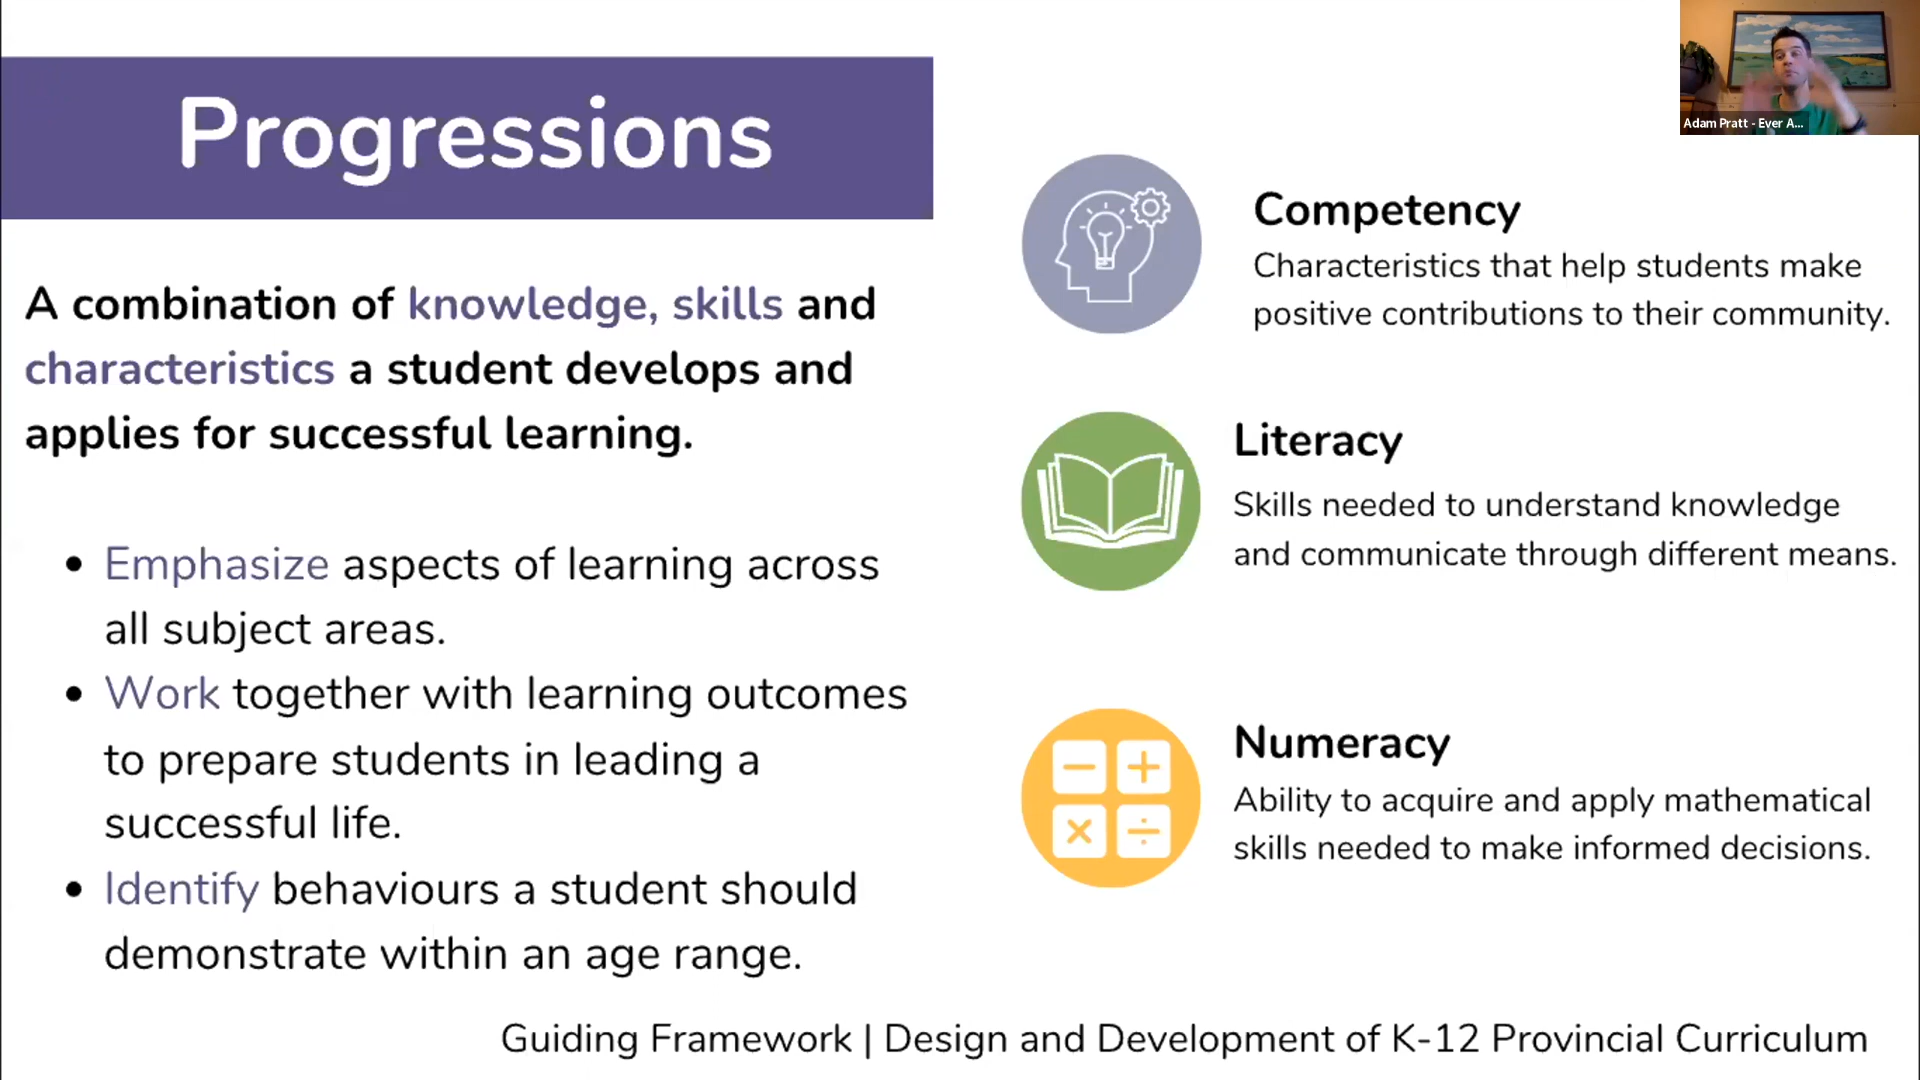 Progressions
A combination of knowledge, skills and
characteristics a student develops and
applies for successful learning.
• Emphasize aspects of learning across
all subject areas.
• Work together with learning outcomes
to prepare students in leading a
successful life.
• Identify behaviours a student should
demonstrate within an age range.
Adam Pratt - Ever A...
Competency
Characteristics that help students make
positive contributions to their community.
Literacy
Skills needed to understand knowledge
and communicate through different means.
Numeracy
Ability to acquire and apply mathematical
skills needed to make informed decisions.
Guiding Framework | Design and Development of K-12 Provincial Curriculum